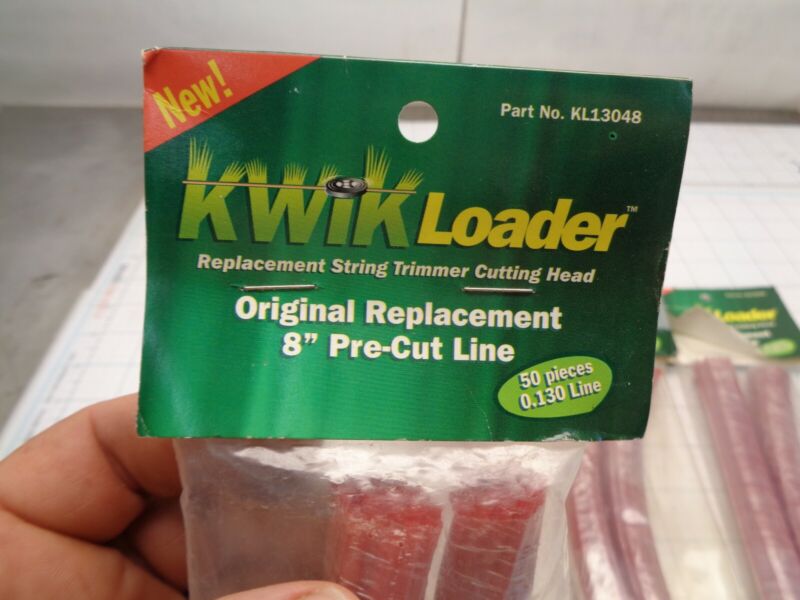 New!
Part No. KL13048
KWiK Loader™
Replacement String Trimmer Cutting Head
Original Replacement
8” Pre-Cut Line
50 pieces
0.130 Line
Loader